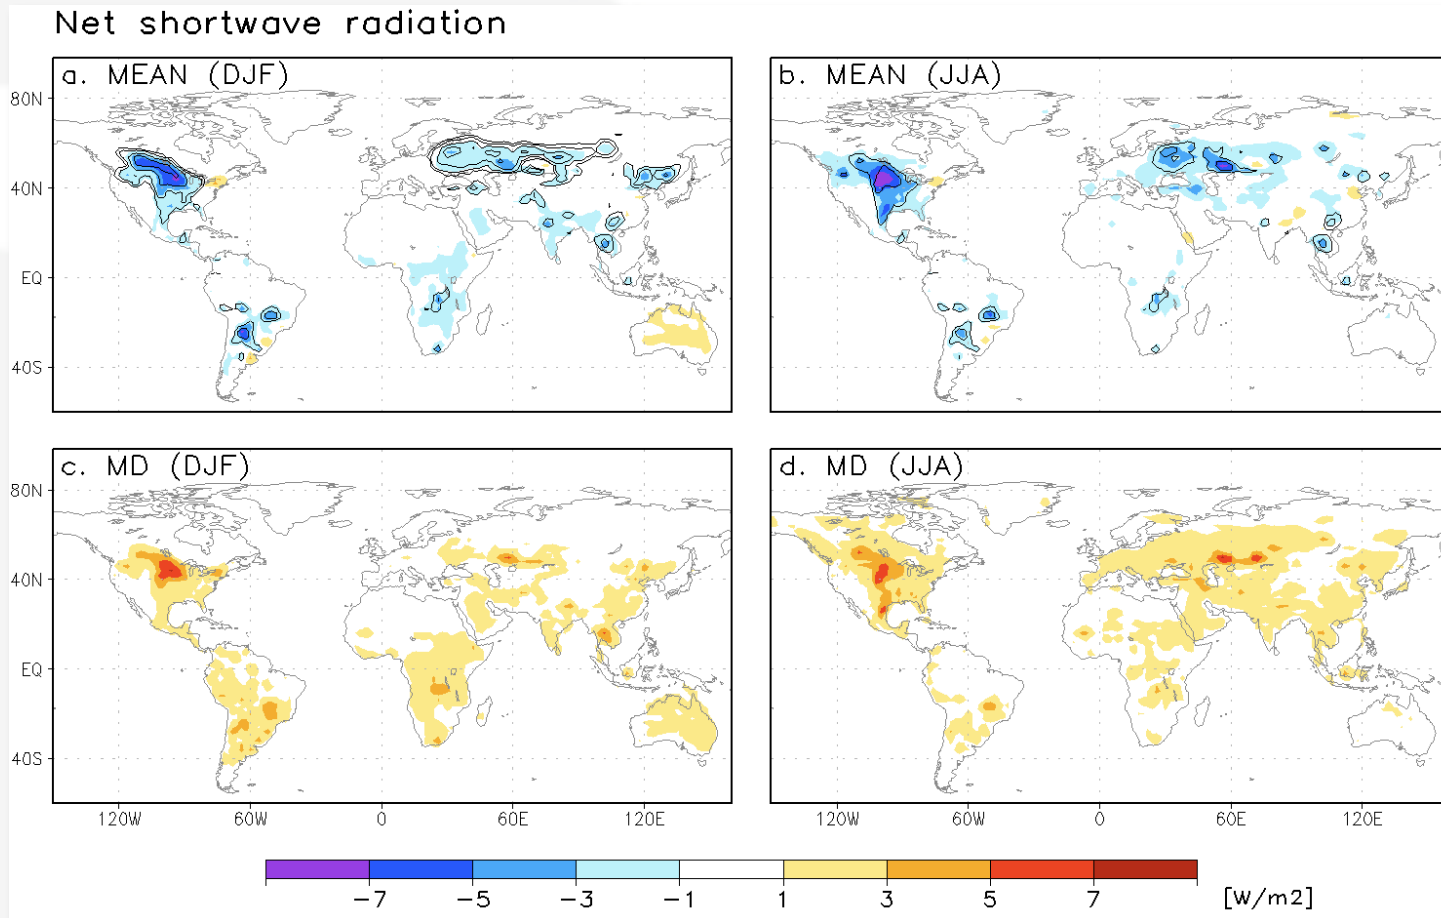 Net shortwave radiation
a. MEAN (DJF)
b. MEAN (JJA)
80N
40N
EQ
40S
c. MD (DJF)
d. MD (JJA)
80N
40N
EQ
40S
120W 60W 0 60E 120E
120W 60W 0 60E 120E
−7 −5 −3 −1 1 3 5 7 [W/m2]